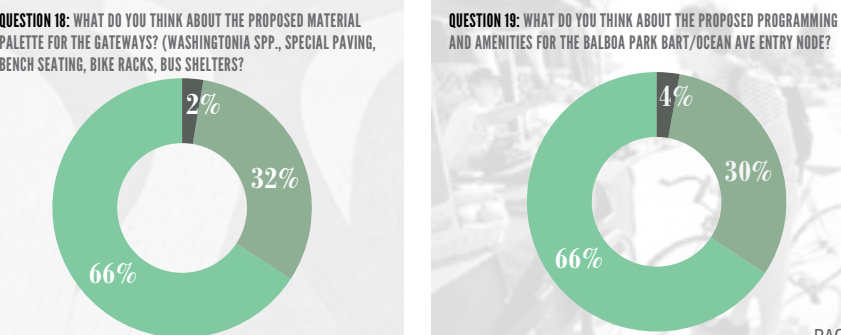 QUESTION 18: WHAT DO YOU THINK ABOUT THE PROPOSED MATERIAL
PALETTE FOR THE GATEWAYS? (WASHINGTONIA SPP., SPECIAL PAVING,
BENCH SEATING, BIKE RACKS, BUS SHELTERS?
2%
32%
66%
QUESTION 19: WHAT DO YOU THINK ABOUT THE PROPOSED PROGRAMMING
AND AMENITIES FOR THE BALBOA PARK BART/OCEAN AVE ENTRY NODE?
4%
30%
66%